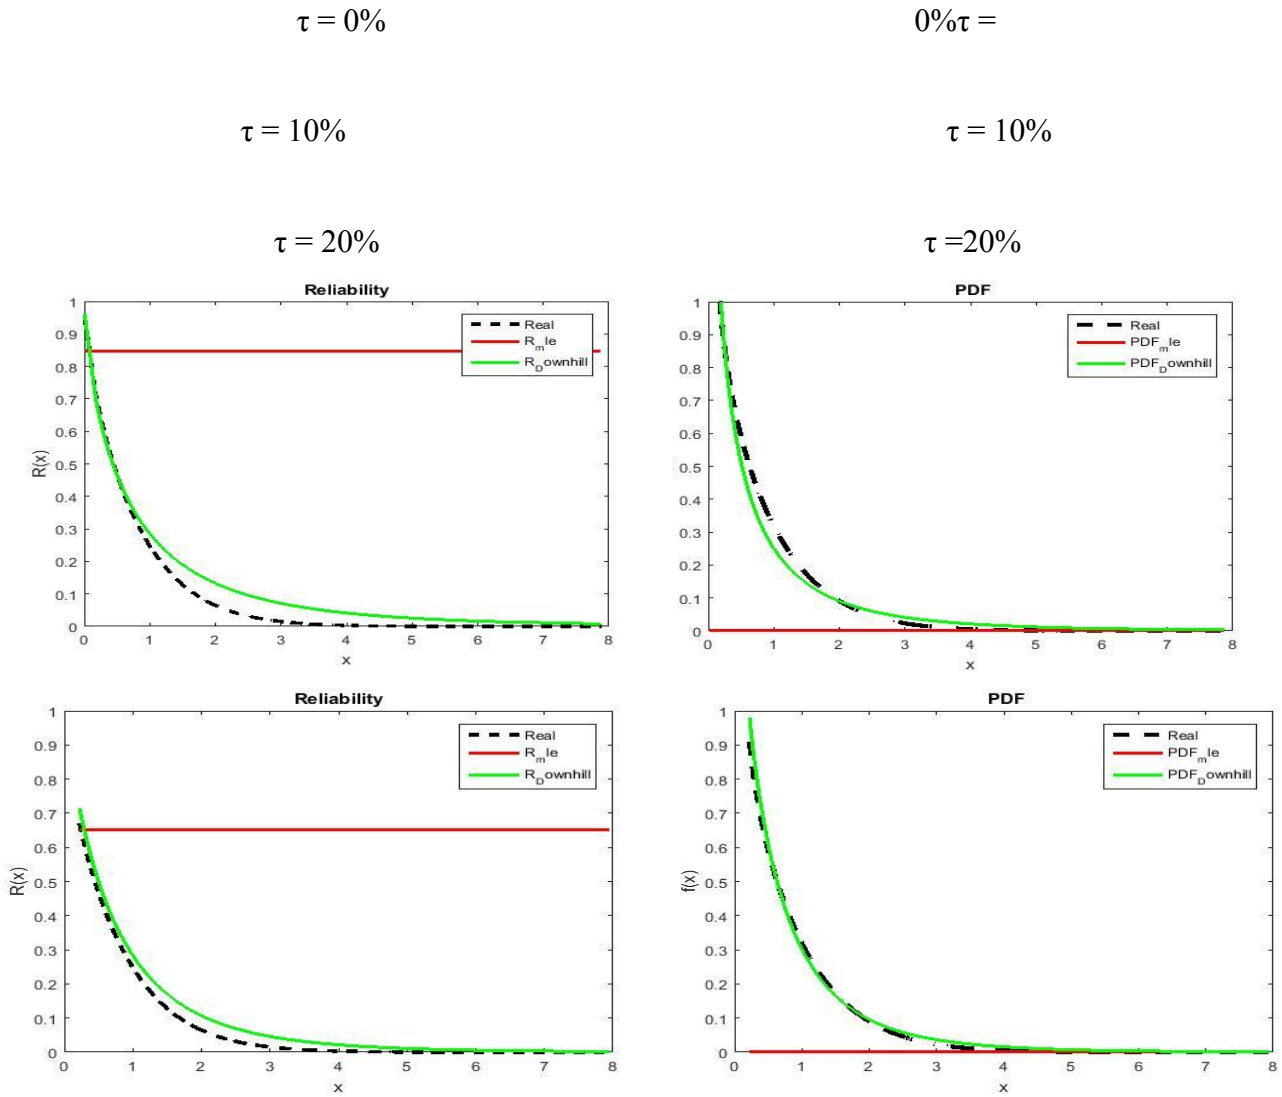 τ = 0%
0%τ =
τ = 10%
τ = 10%
τ = 20%
τ =20%
Reliability
1
0.9
0.8
0.7
0.6
0.5
0.4
0.3
0.2
0.1
0
R(x)
Real
R_mle
R_Downhill
0 1 2 3 4 5 6 7 8
x
PDF
1
0.9
0.8
0.7
0.6
0.5
0.4
0.3
0.2
0.1
0
Real
PDF_mle
PDF_Downhill
0 1 2 3 4 5 6 7 8
x
Reliability
1
0.9
0.8
0.7
0.6
0.5
0.4
0.3
0.2
0.1
0
R(x)
Real
R_mle
R_Downhill
0 1 2 3 4 5 6 7 8
x
PDF
1
0.9
0.8
0.7
0.6
0.5
0.4
0.3
0.2
0.1
0
f(x)
Real
PDF_mle
PDF_Downhill
0 1 2 3 4 5 6 7 8
x